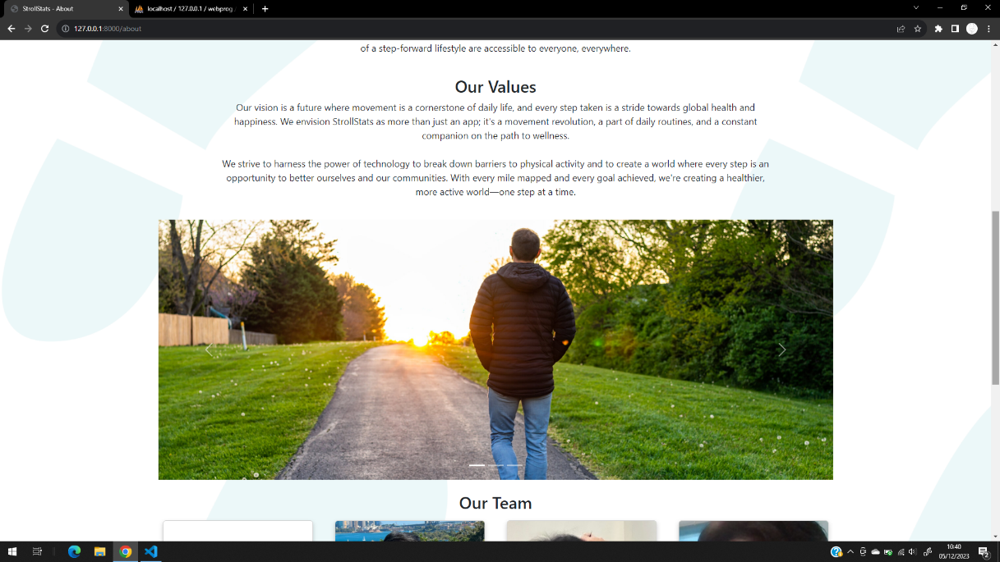 StrollStats - About
localhost / 127.0.0.1 / webprog /
127.0.0.1:8000/about
of a step-forward lifestyle are accessible to everyone, everywhere.
Our Values
Our vision is a future where movement is a cornerstone of daily life, and every step taken is a stride towards global health and
happiness. We envision StrollStats as more than just an app; it's a movement revolution, a part of daily routines, and a constant
companion on the path to wellness.
We strive to harness the power of technology to break down barriers to physical activity and to create a world where every step is an
opportunity to better ourselves and our communities. With every mile mapped and every goal achieved, we're creating a healthier,
more active world—one step at a time.
Our Team
10:40
05/12/2023
2